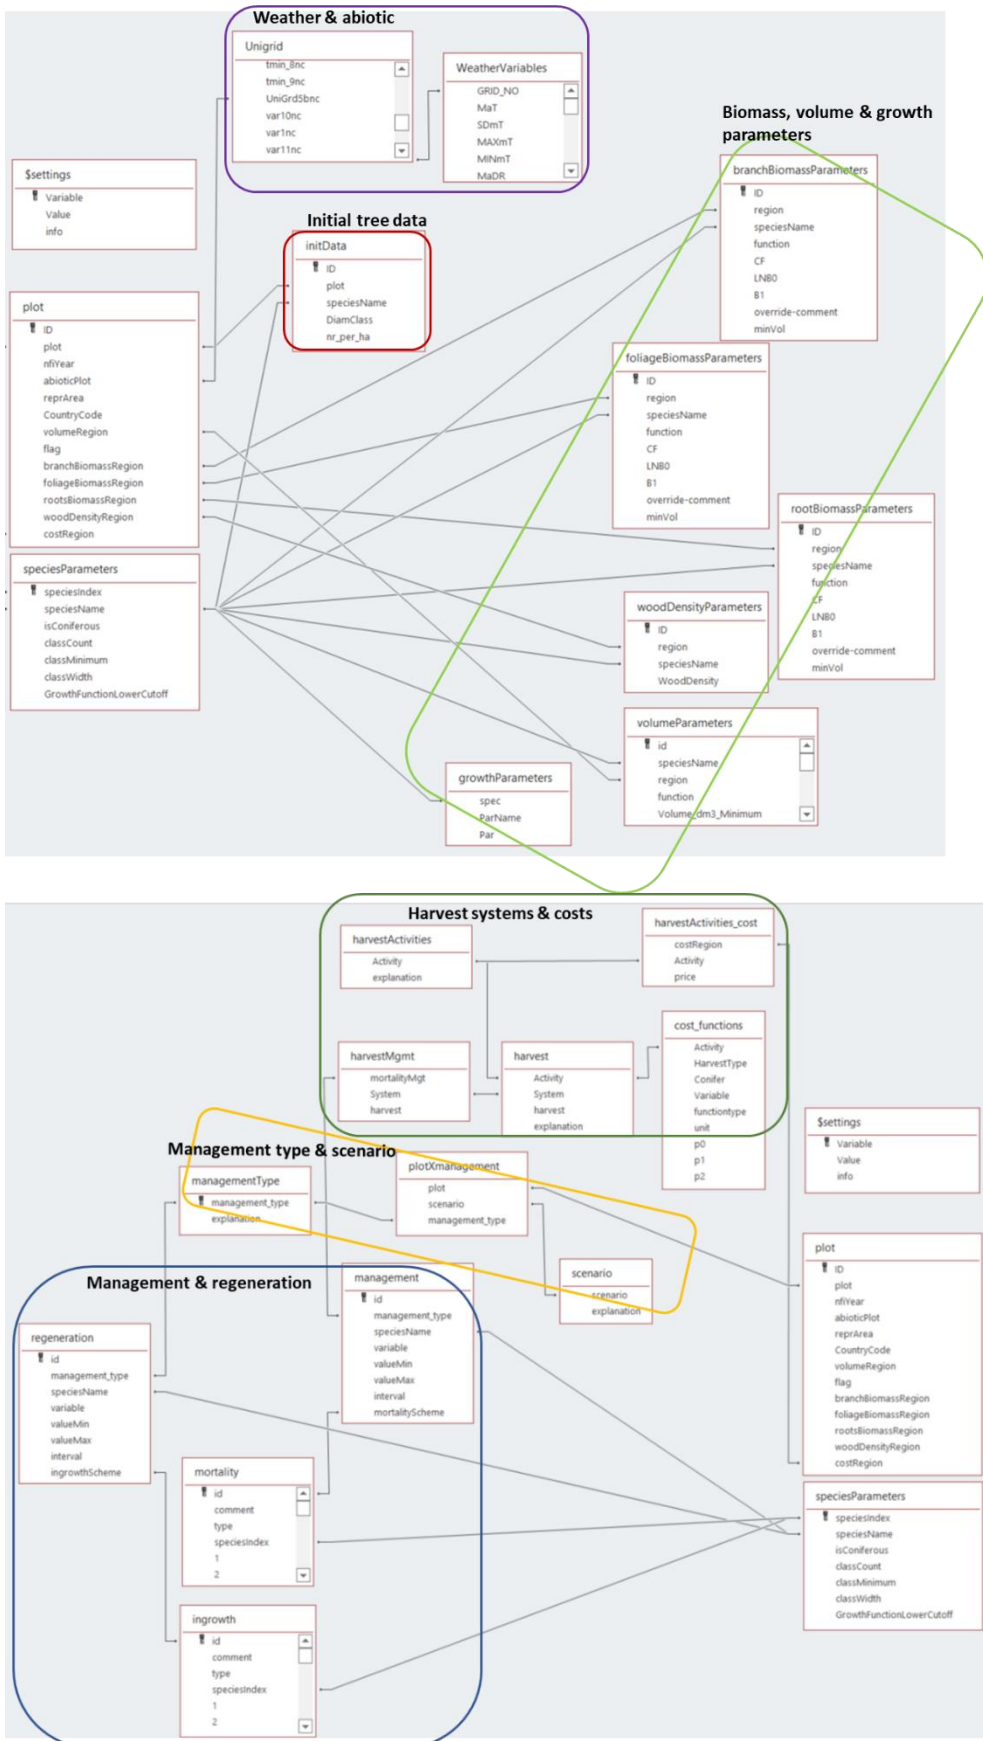 Weather & abiotic
Unigrid
tmin_8nc
tmin_9nc
UniGrd5bnc
var10nc
var1nc
var11nc
WeatherVariables
GRID_NO
MaT
SDmT
MAXmT
MINmT
MaDR
Biomass, volume & growth
parameters
$settings
Variable
Value
info
Initial tree data
initData
ID
plot
speciesName
DiamClass
nr_per_ha
branchBiomassParameters
ID
region
speciesName
function
CF
LNB0
B1
override-comment
minVol
plot
ID
plot
nfiYear
abioticPlot
reprArea
CountryCode
volumeRegion
flag
branchBiomassRegion
foliageBiomassRegion
rootsBiomassRegion
woodDensityRegion
costRegion
foliageBiomassParameters
ID
region
speciesName
function
CF
LNB0
B1
override-comment
minVol
rootBiomassParameters
ID
region
speciesName
function
CF
LNB0
B1
override-comment
minVol
speciesParameters
speciesIndex
speciesName
isConiferous
classCount
classMinimum
classWidth
GrowthFunctionLowerCutoff
woodDensityParameters
ID
region
speciesName
WoodDensity
volumeParameters
id
speciesName
region
function
Volume_dm3_Minimum
growthParameters
spec
ParName
Par
Harvest systems & costs
harvestActivities
Activity
explanation
harvestActivities_cost
costRegion
Activity
price
cost_functions
Activity
HarvestType
Conifer
Variable
functiontype
unit
p0
p1
p2
harvestMgmt
mortalityMgt
System
harvest
harvest
Activity
System
harvest
explanation
$settings
Variable
Value
info
Management type & scenario
managementType
management_type
explanation
plotXmanagement
plot
scenario
management_type
scenario
scenario
explanation
plot
ID
plot
nfiYear
abioticPlot
reprArea
CountryCode
volumeRegion
flag
branchBiomassRegion
foliageBiomassRegion
rootsBiomassRegion
woodDensityRegion
costRegion
Management & regeneration
management
id
management_type
speciesName
variable
valueMin
valueMax
interval
mortalityScheme
regeneration
id
management_type
speciesName
variable
valueMin
valueMax
interval
ingrowthScheme
mortality
id
comment
type
speciesIndex
1
2
speciesParameters
speciesIndex
speciesName
isConiferous
classCount
classMinimum
classWidth
GrowthFunctionLowerCutoff
ingrowth
id
comment
type
speciesIndex
1
2